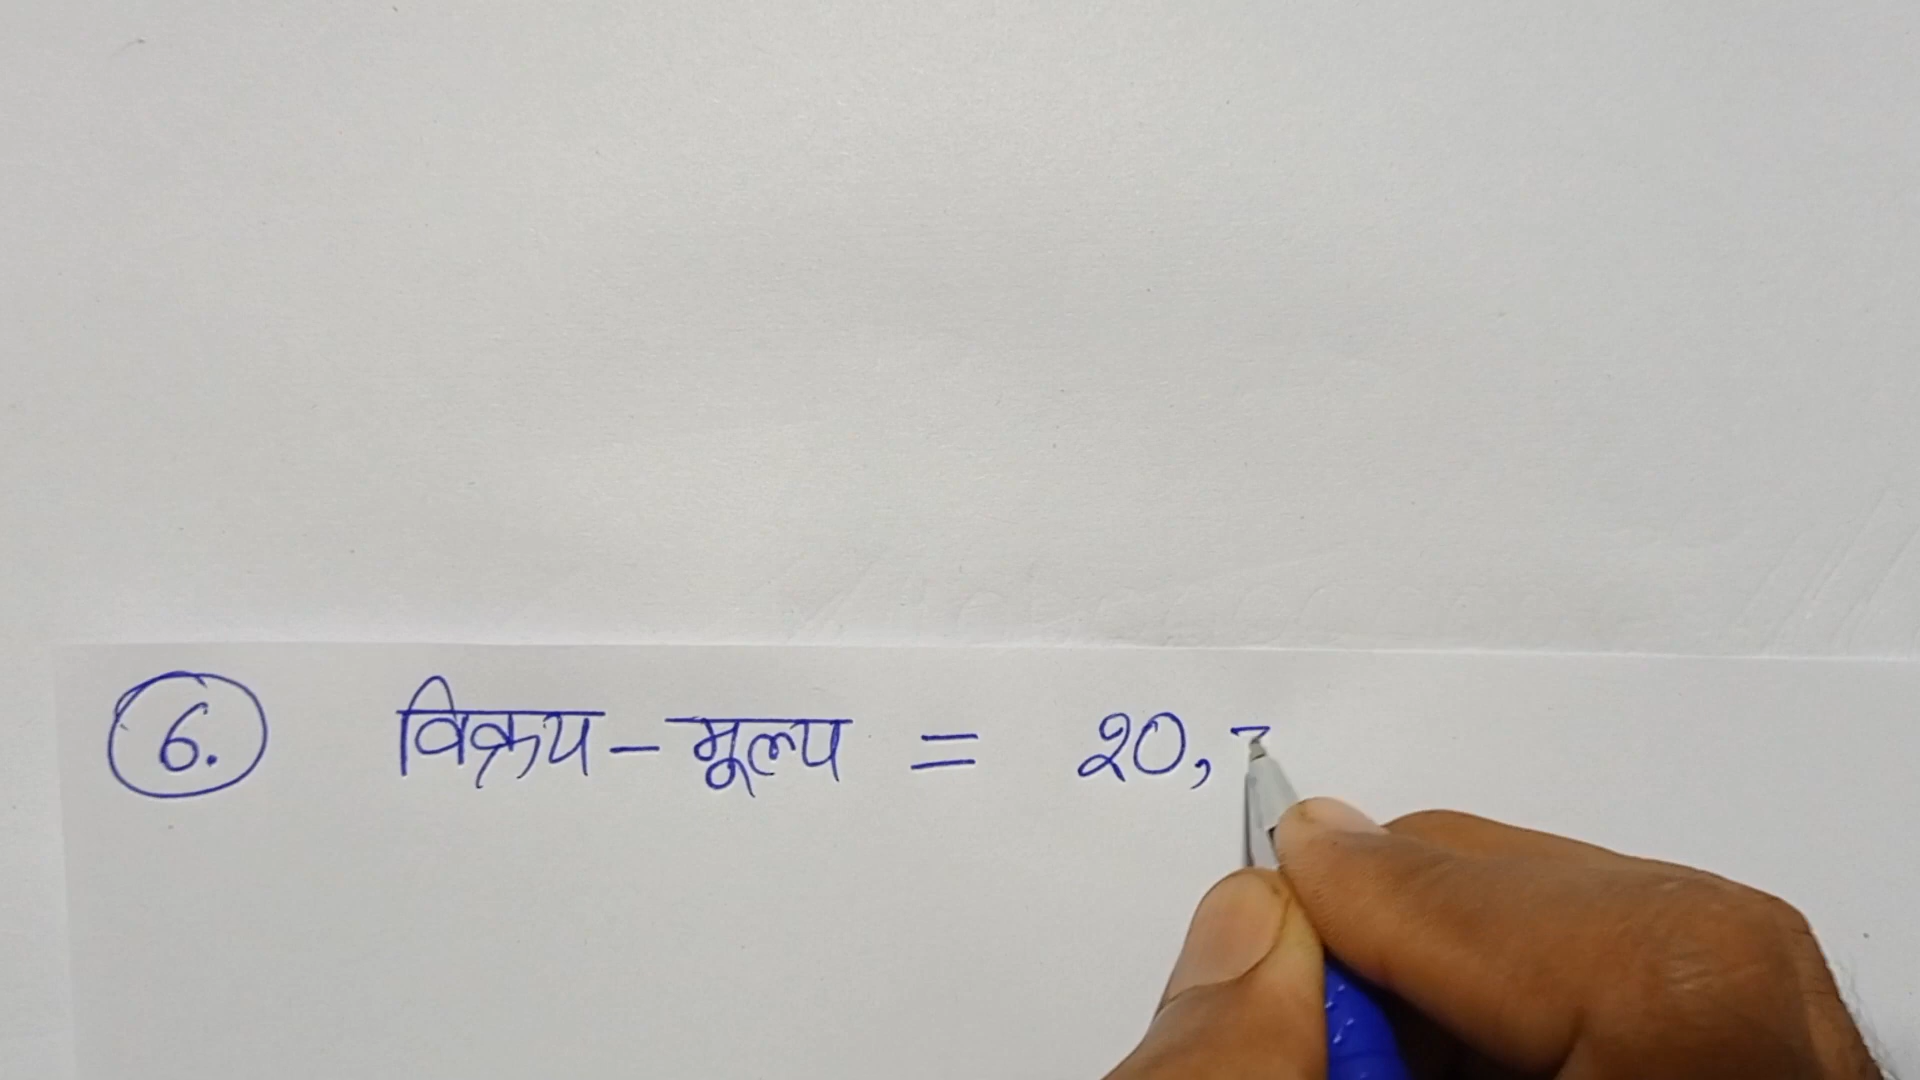 6. विक्रय - मूल्य = 20,